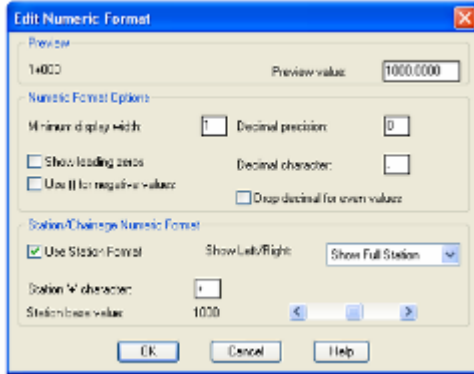 Edit Numeric Format
Preview
1+000
Preview value: 1000.0000
Numeric Format Options
Minimum display width: 1 Decimal precision: 0
Show leading zeros Decimal character: .
Use () for negative values
Drop decimal for even values
Station/Chainage Numeric Format
Use Station Format Show Left/Right: Show Full Station
Station '+' character: +
Station base value: 1000
OK Cancel Help